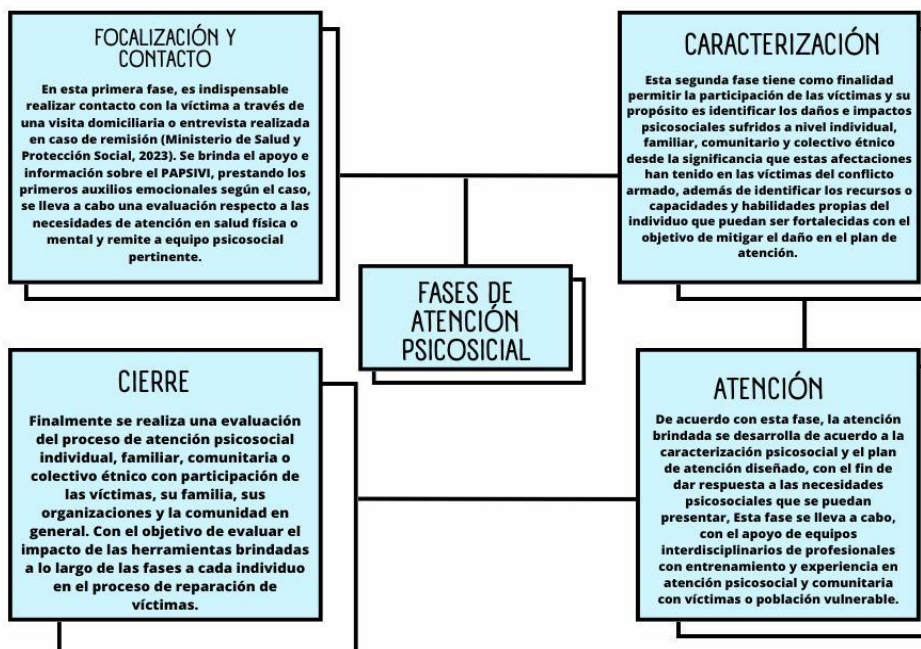 FOCALIZACIÓN Y
CONTACTO
En esta primera fase, es indispensable
realizar contacto con la víctima a través de
una visita domiciliaria o entrevista realizada
en caso de remisión (Ministerio de Salud y
Protección Social, 2023). Se brinda el apoyo e
información sobre el PAPSIVI, prestando los
primeros auxilios emocionales según el caso,
se lleva a cabo una evaluación respecto a las
necesidades de atención en salud física o
mental y remite a equipo psicosocial
pertinente.
CARACTERIZACIÓN
Esta segunda fase tiene como finalidad
permitir la participación de las víctimas y su
propósito es identificar los daños e impactos
psicosociales sufridos a nivel individual,
familiar, comunitario y colectivo étnico
desde la significancia que estas afectaciones
han tenido en las víctimas del conflicto
armado, además de identificar los recursos o
capacidades y habilidades propias del
individuo que puedan ser fortalecidas con el
objetivo de mitigar el daño en el plan de
atención.
FASES DE
ATENCIÓN
PSICOSICIAL
ATENCIÓN
De acuerdo con esta fase, la atención
brindada se desarrolla de acuerdo a la
caracterización psicosocial y el plan
de atención diseñado, con el fin de
dar respuesta a las necesidades
psicosociales que se puedan
presentar, Esta fase se lleva a cabo,
con el apoyo de equipos
interdisciplinarios de profesionales
con entrenamiento y experiencia en
atención psicosocial y comunitaria
con víctimas o población vulnerable.
CIERRE
Finalmente se realiza una evaluación
del proceso de atención psicosocial
individual, familiar, comunitaria o
colectivo étnico con participación de
las víctimas, su familia, sus
organizaciones y la comunidad en
general. Con el objetivo de evaluar el
impacto de las herramientas brindadas
a lo largo de las fases a cada individuo
en el proceso de reparación de
víctimas.